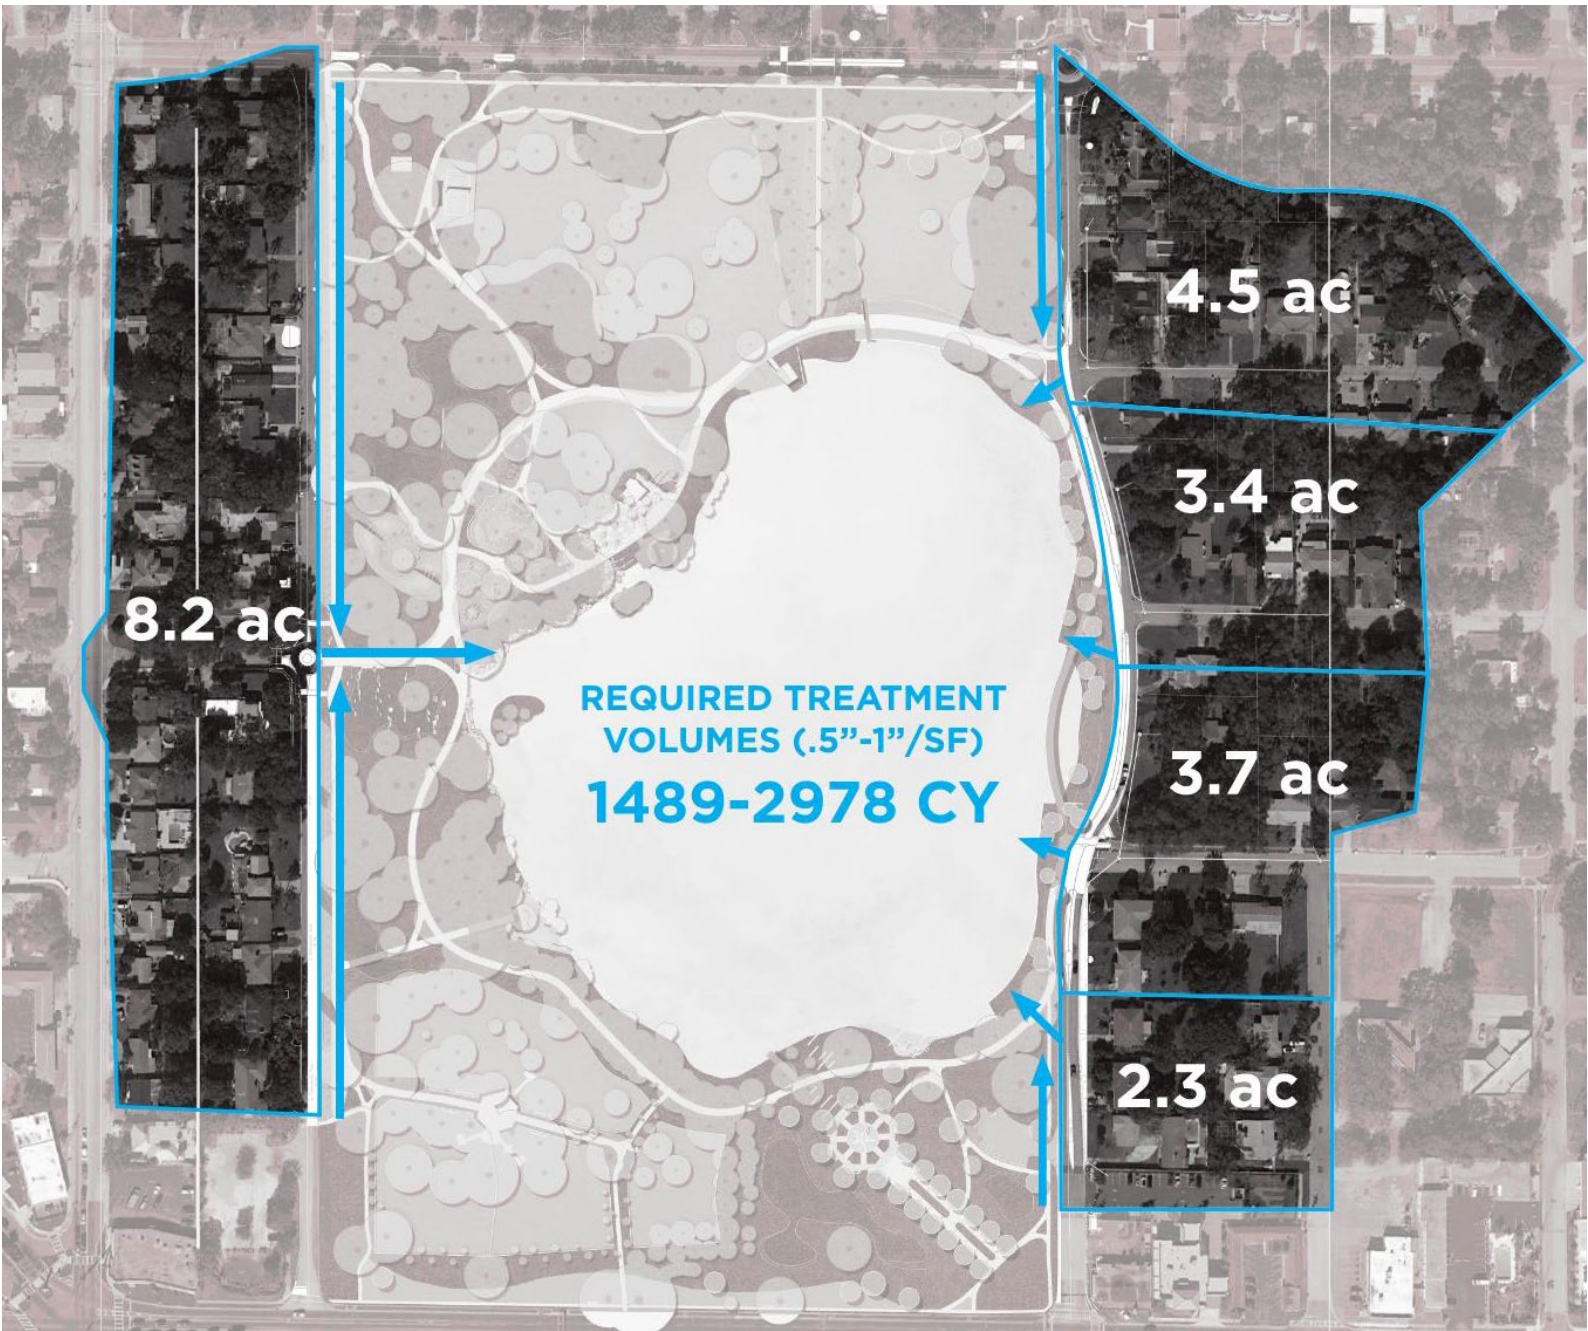 4.5 ac
3.4 ac
8.2 ac
REQUIRED TREATMENT
VOLUMES (.5”-1”/SF)
1489-2978 CY
3.7 ac
2.3 ac